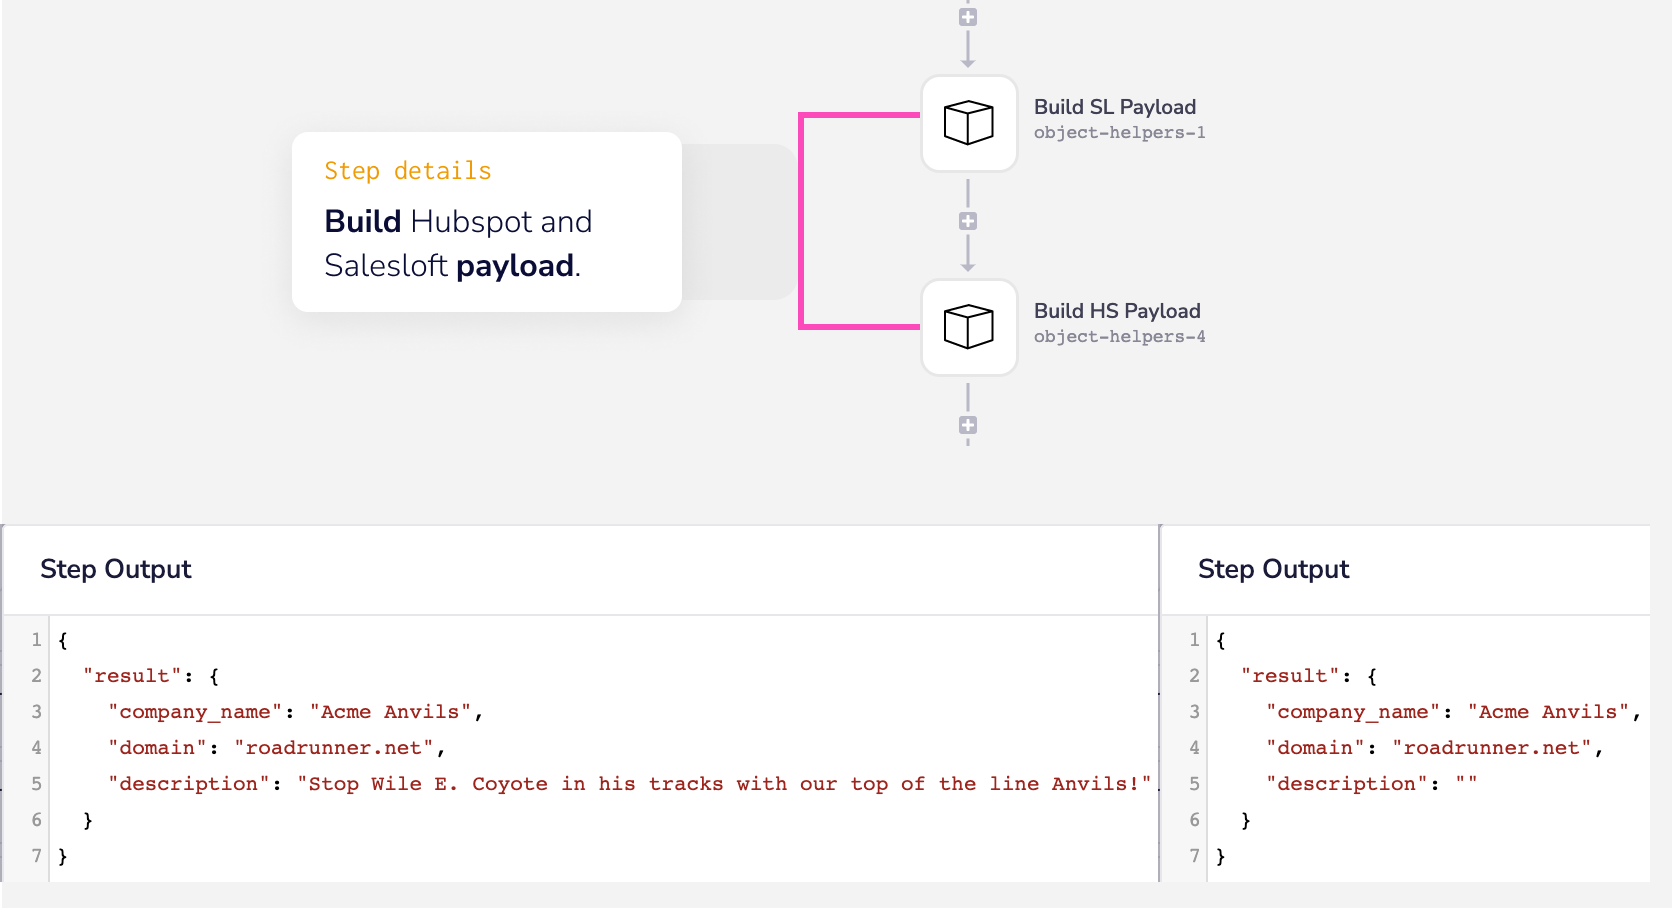 Build SL Payload
object-helpers-1
Step details
Build Hubspot and
Salesloft payload.
Build HS Payload
object-helpers-4
Step Output
1 {
2 "result": {
3 "company_name": "Acme Anvils",
4 "domain": "roadrunner.net",
5 "description": "Stop Wile E. Coyote in his tracks with our top of the line Anvils!"
6 }
7 }
Step Output
1 {
2 "result": {
3 "company_name": "Acme Anvils",
4 "domain": "roadrunner.net",
5 "description": ""
6 }
7 }